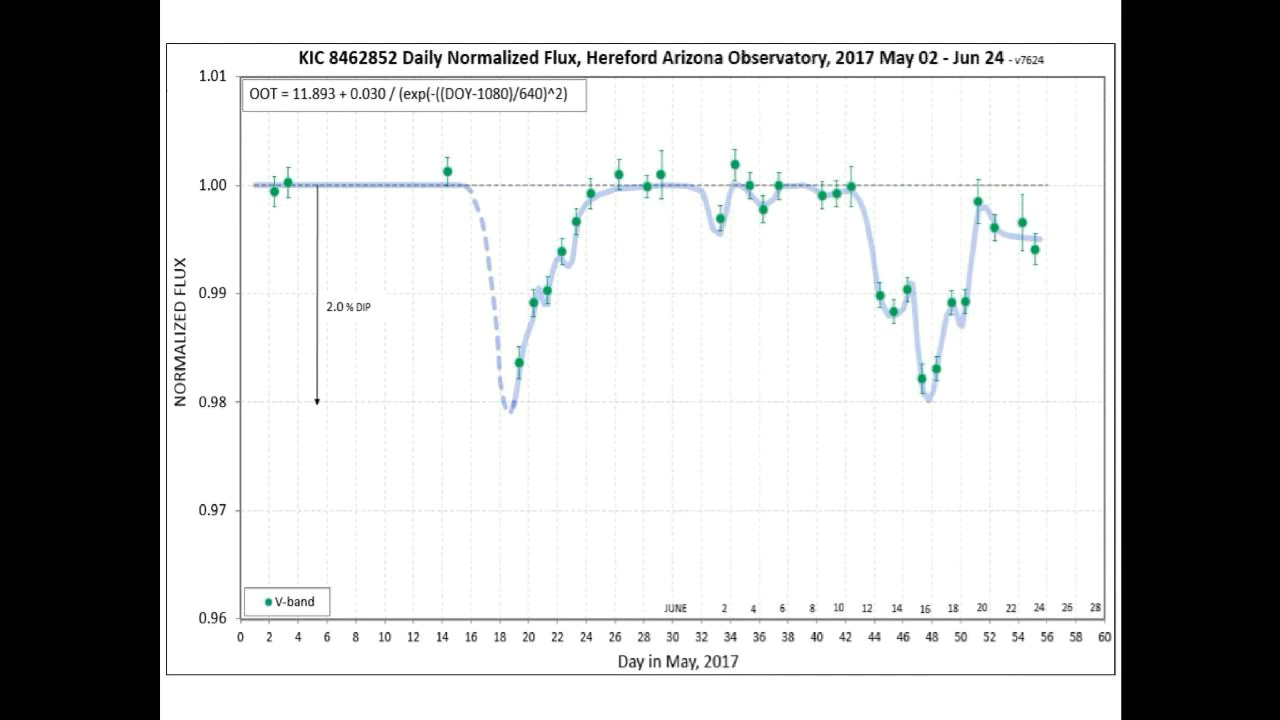 KIC 8462852 Daily Normalized Flux, Hereford Arizona Observatory, 2017 May 02 - Jun 24 - v7624
1.01
OOT = 11.893 + 0.030 / (exp(-((DOY-1080)/640)^2)
1.00
0.99
2.0 % DIP
NORMALIZED FLUX
0.98
0.97
V-band
JUNE 2 4 6 8 10 12 14 16 18 20 22 24 26 28
0.96
0 2 4 6 8 10 12 14 16 18 20 22 24 26 28 30 32 34 36 38 40 42 44 46 48 50 52 54 56 58 60
Day in May, 2017